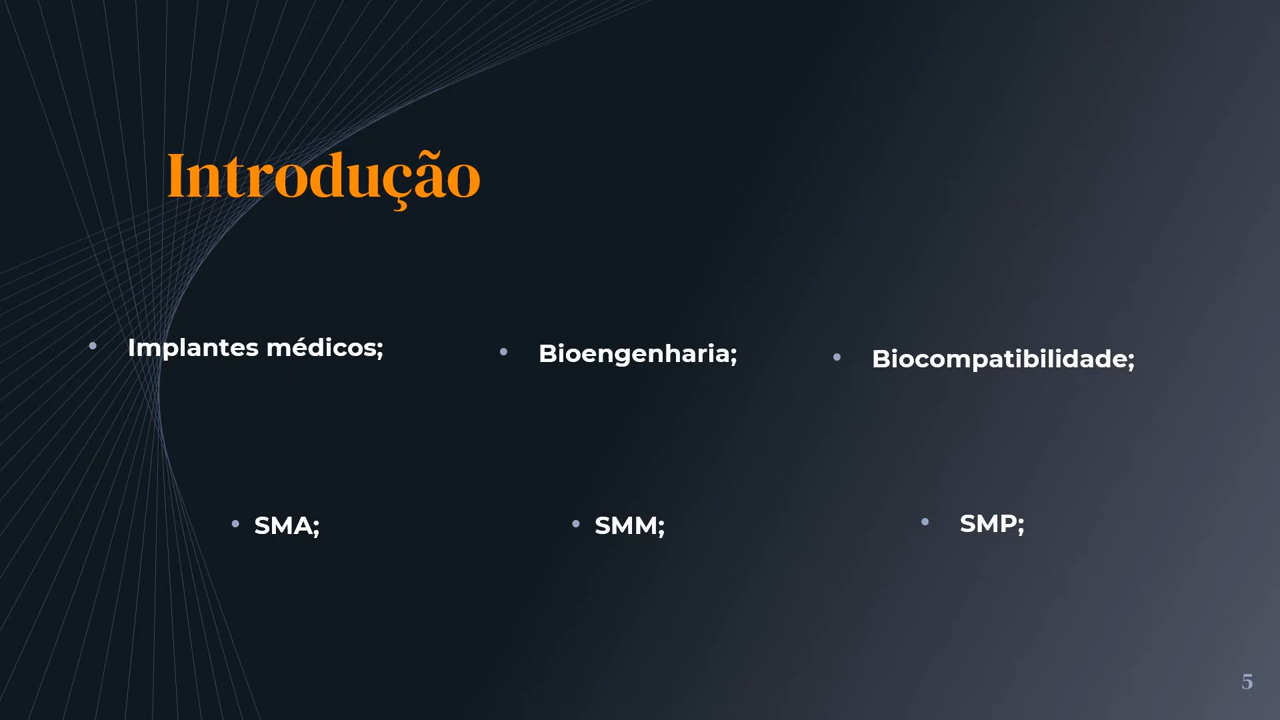 Introdução
• Implantes médicos;
• Bioengenharia;
• Biocompatibilidade;
• SMA;
• SMM;
• SMP;
5